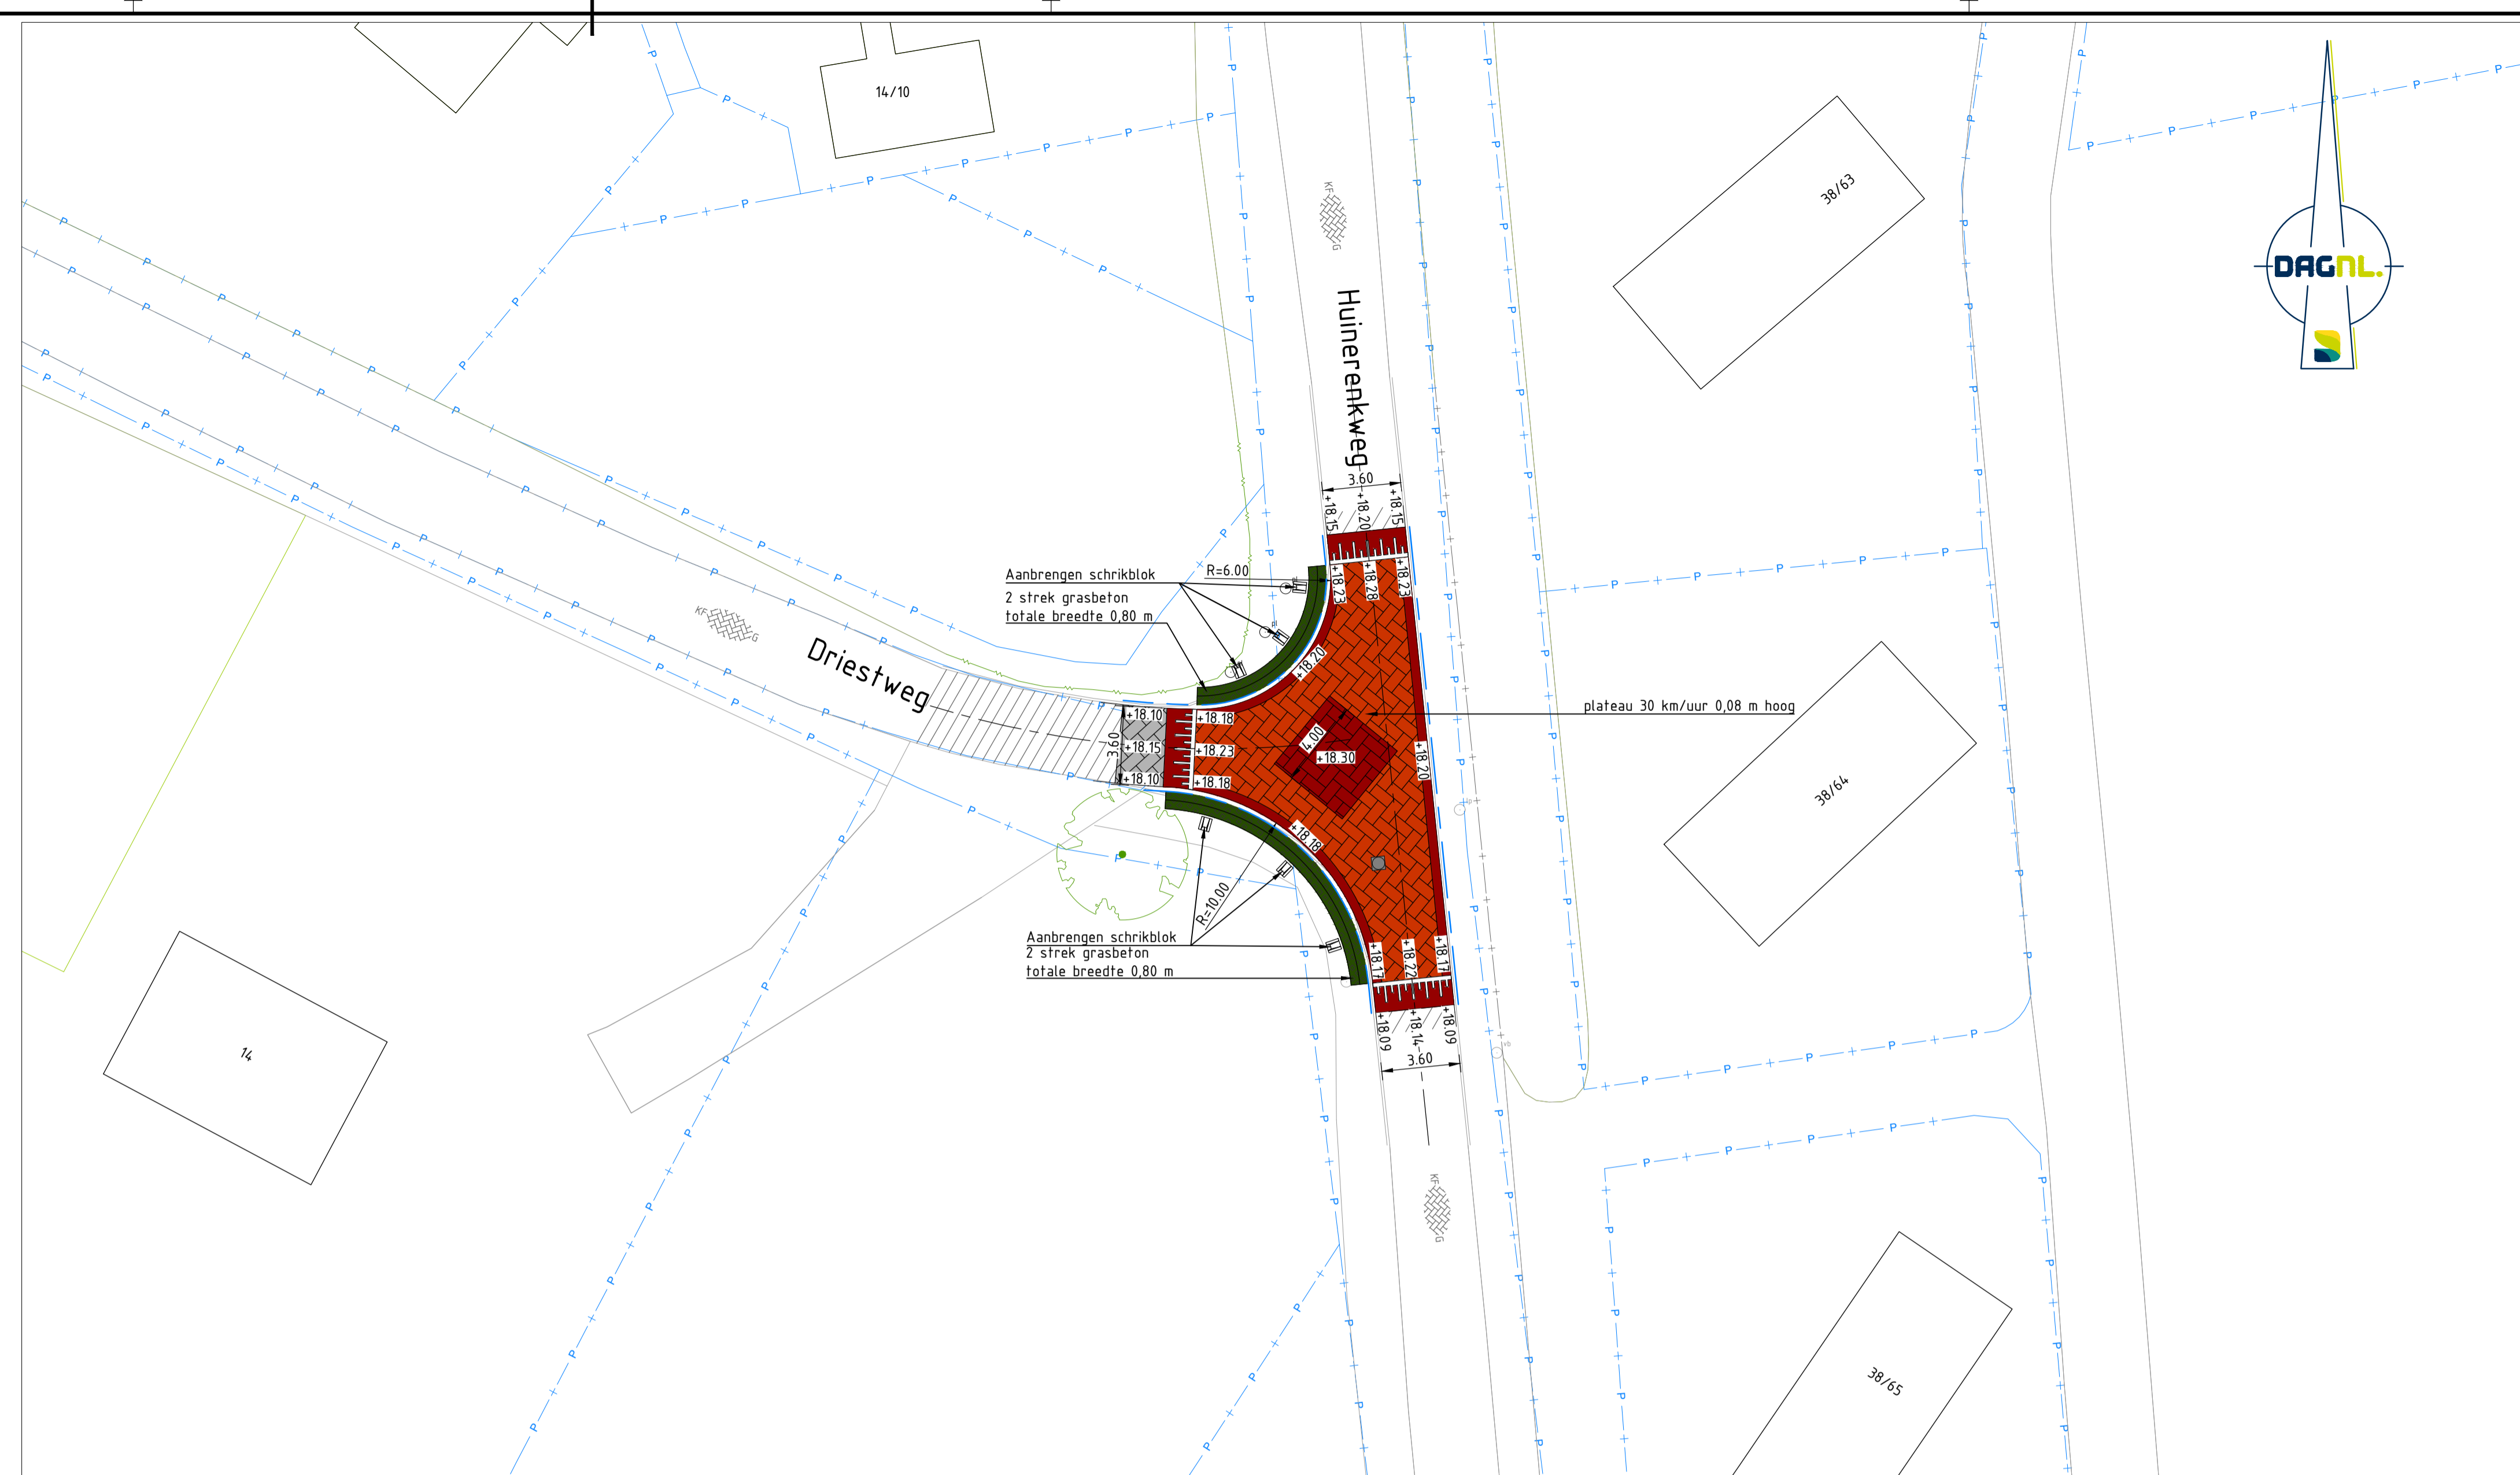 14/10
38/63
DAGNL.
KF
G
Huinerenkweg
3.60
+18.15
+18.20
+18.15
Aanbrengen schrikblok
2 strek grasbeton
totale breedte 0,80 m
R=6.00
+18.23
+18.28
+18.23
KF
G
Driestweg
+18.20
+18.10
+18.18
3.60
+18.15
+18.23
+18.10
+18.18
4.00
+18.30
+18.20
plateau 30 km/uur 0,08 m hoog
38/64
+18.18
R=10.00
Aanbrengen schrikblok
2 strek grasbeton
totale breedte 0,80 m
+18.17
+18.22
+18.17
+18.09
+18.14
+18.09
3.60
vb
14
KF
G
38/65